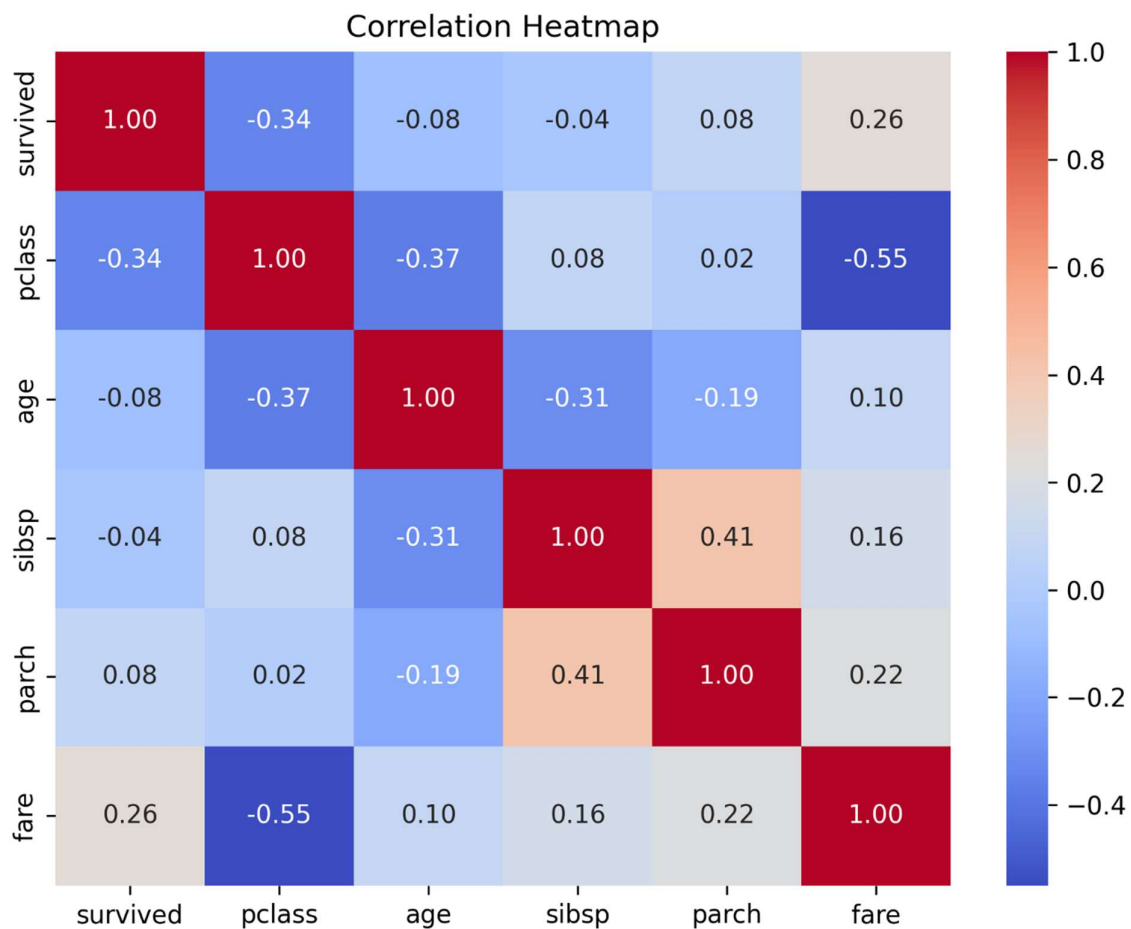 Correlation Heatmap
survived 1.00 -0.34 -0.08 -0.04 0.08 0.26
pclass -0.34 1.00 -0.37 0.08 0.02 -0.55
age -0.08 -0.37 1.00 -0.31 -0.19 0.10
sibsp -0.04 0.08 -0.31 1.00 0.41 0.16
parch 0.08 0.02 -0.19 0.41 1.00 0.22
fare 0.26 -0.55 0.10 0.16 0.22 1.00
survived pclass age sibsp parch fare
1.0
0.8
0.6
0.4
0.2
0.0
−0.2
−0.4